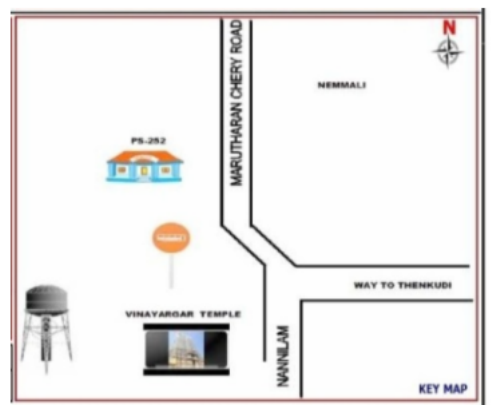 N
MARUTHARAN CHERY ROAD
NEMMALI
PS-252
WAY TO THENKUDI
VINAYARGAR TEMPLE
NANNILAM
KEY MAP